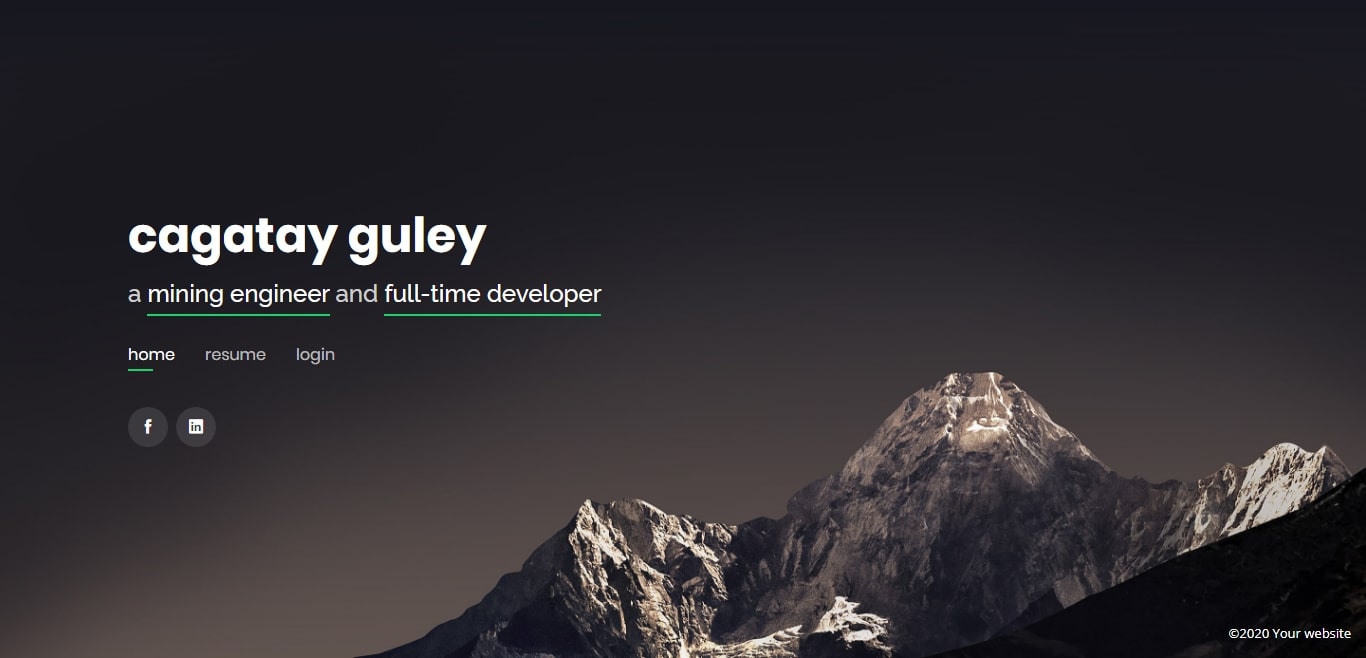 cagatay guley
a mining engineer and full-time developer
home resume login
f in
©2020 Your website